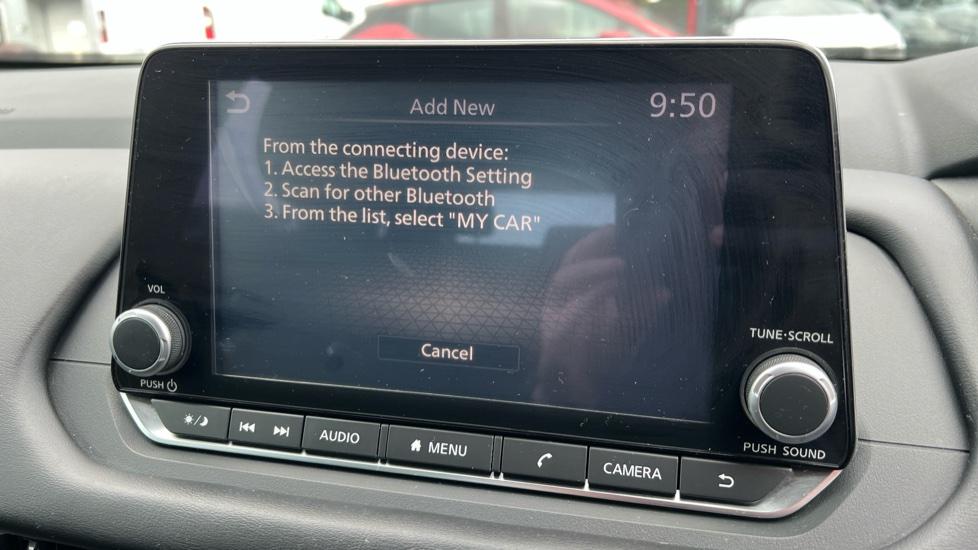 Add New
9:50
From the connecting device:
1. Access the Bluetooth Setting
2. Scan for other Bluetooth
3. From the list, select "MY CAR"
Cancel
VOL
PUSH
TUNE·SCROLL
PUSH SOUND
AUDIO
MENU
CAMERA